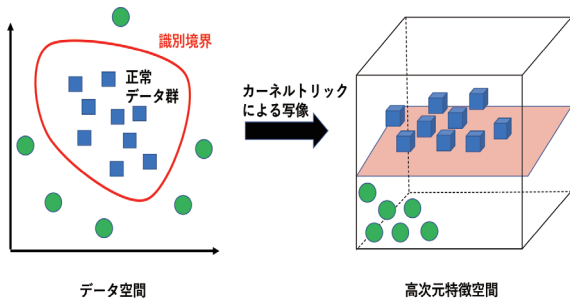 識別境界
正常
データ群
カーネルトリック
による写像
データ空間
高次元特徴空間